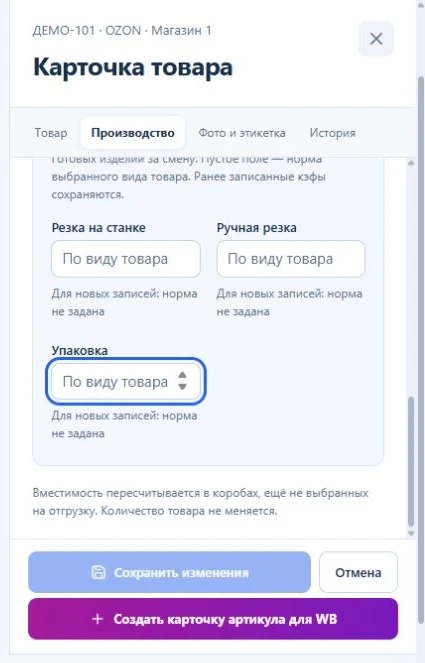 ДЕМО-101 · OZON · Магазин 1
Карточка товара
Товар
Производство
Фото и этикетка
История
готовых изделий за смену. Пустое поле — норма
выбранного вида товара. Ранее записанные кэфы
сохраняются.
Резка на станке
Ручная резка
По виду товара
По виду товара
Для новых записей: норма
не задана
Для новых записей: норма
не задана
Упаковка
По виду товара
Для новых записей: норма
не задана
Вместимость пересчитывается в коробах, ещё не выбранных
на отгрузку. Количество товара не меняется.
Сохранить изменения
Отмена
+ Создать карточку артикула для WB